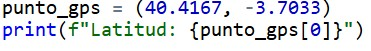 punto_gps = (40.4167, -3.7033)
print(f"Latitud: {punto_gps[0]}")